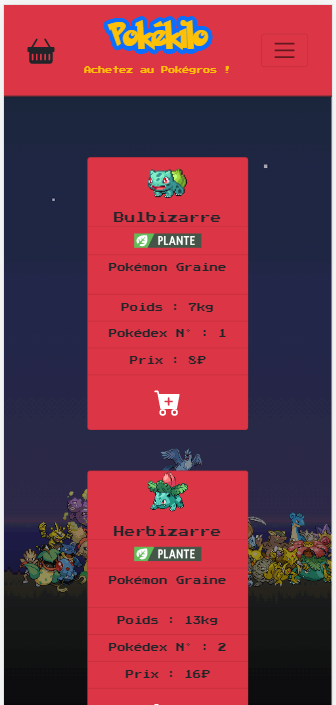 Pokékilo
Achetez au Pokégros !
Bulbizarre
PLANTE
Pokémon Graine
Poids : 7kg
Pokédex N° : 1
Prix : 8₽
Herbizarre
PLANTE
Pokémon Graine
Poids : 13kg
Pokédex N° : 2
Prix : 16₽